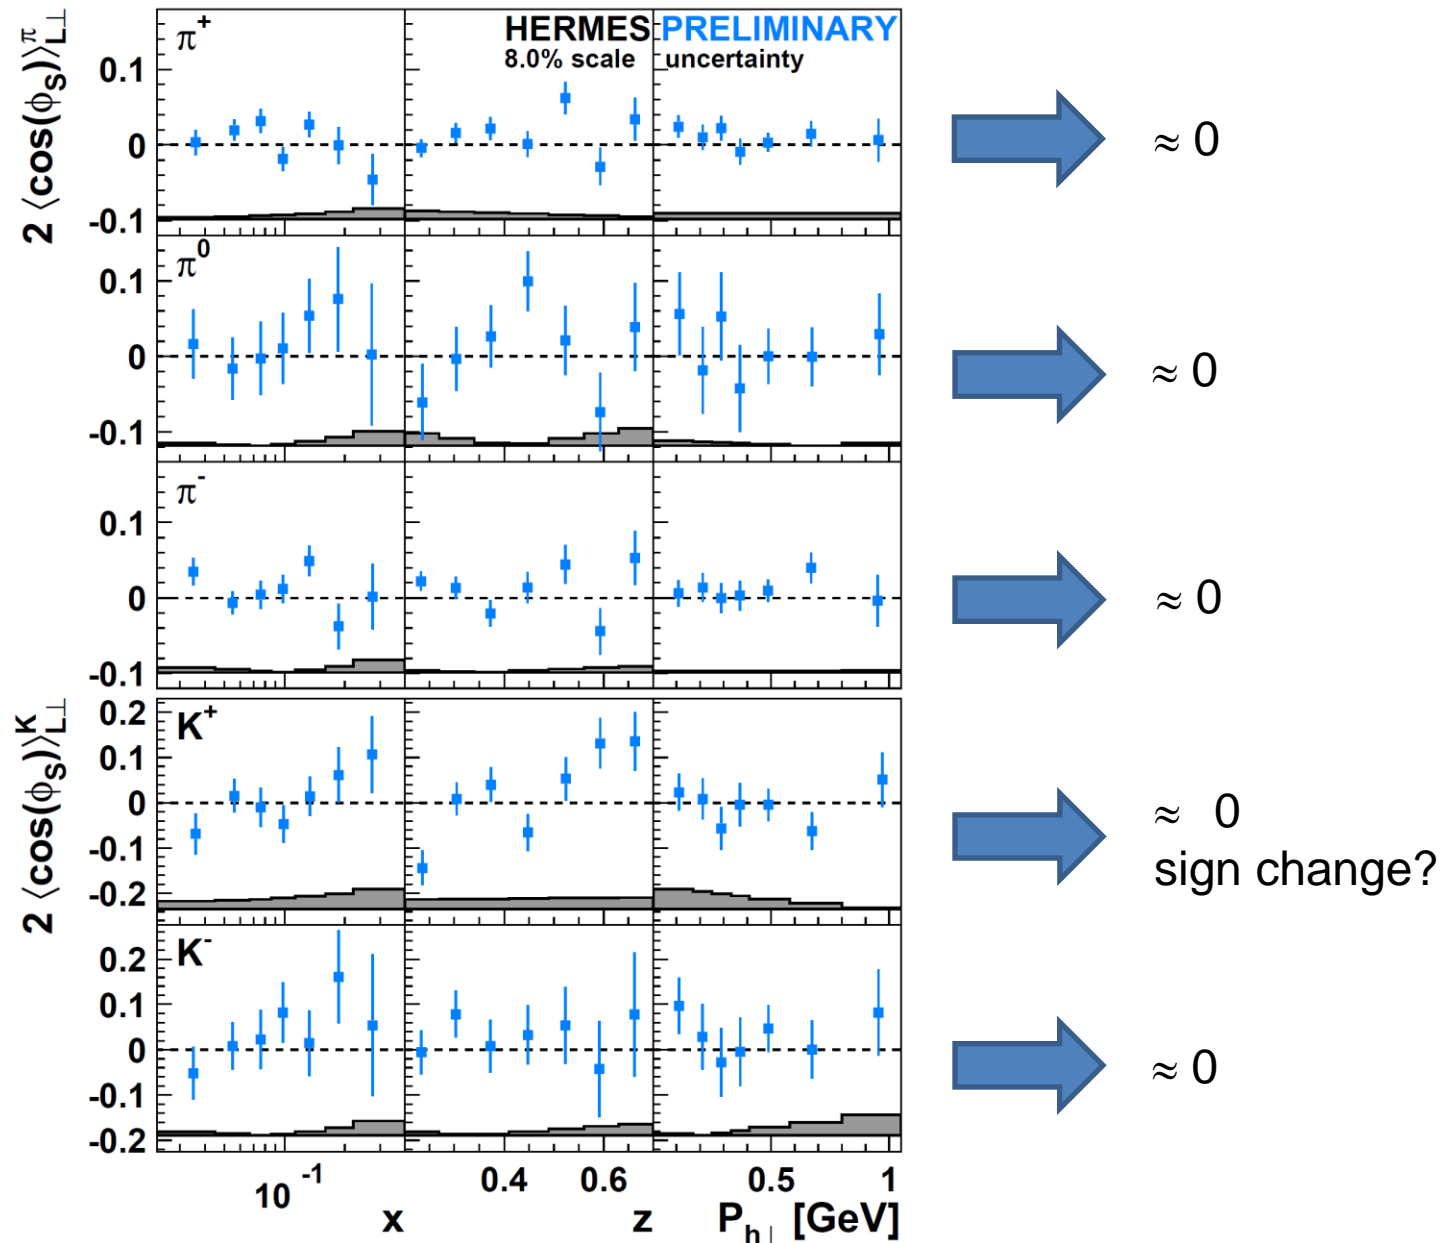 2 ⟨cos(ϕS)⟩πL⊥
π+
HERMES PRELIMINARY
8.0% scale uncertainty
0.1
0
-0.1
≈ 0
π0
0.1
0
-0.1
≈ 0
π-
0.1
0
-0.1
≈ 0
2 ⟨cos(ϕS)⟩KL⊥
K+
0.2
0.1
0
-0.1
-0.2
≈ 0
sign change?
K-
0.2
0.1
0
-0.1
-0.2
≈ 0
10-1 0.4 0.6 0.5 1
x z Ph⊥ [GeV]